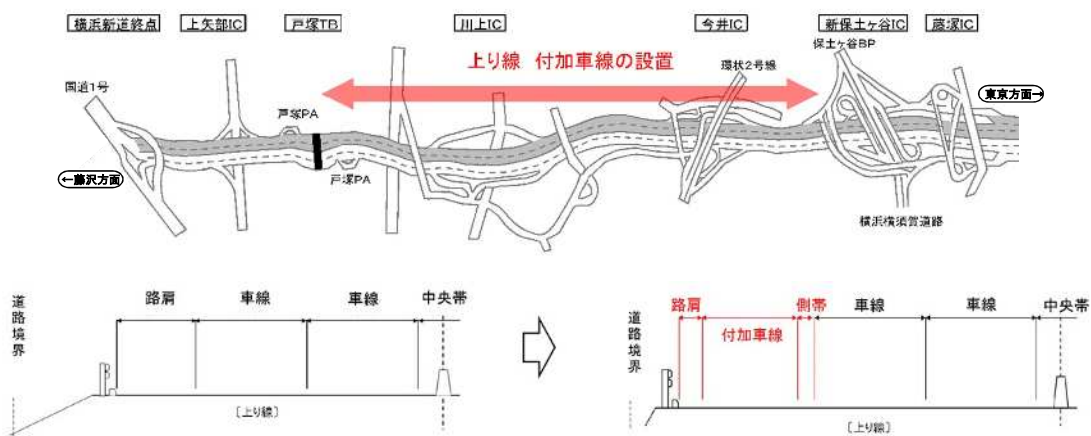 横浜新道終点
上矢部IC
戸塚TB
川上IC
今井IC
新保土ヶ谷IC
藤塚IC
保土ヶ谷BP
上り線 付加車線の設置
環状2号線
国道1号
東京方面→
戸塚PA
←藤沢方面
戸塚PA
横浜横須賀道路
道路境界
路肩
車線
車線
中央帯
〔上り線〕
道路境界
路肩
付加車線
側帯
車線
車線
中央帯
〔上り線〕